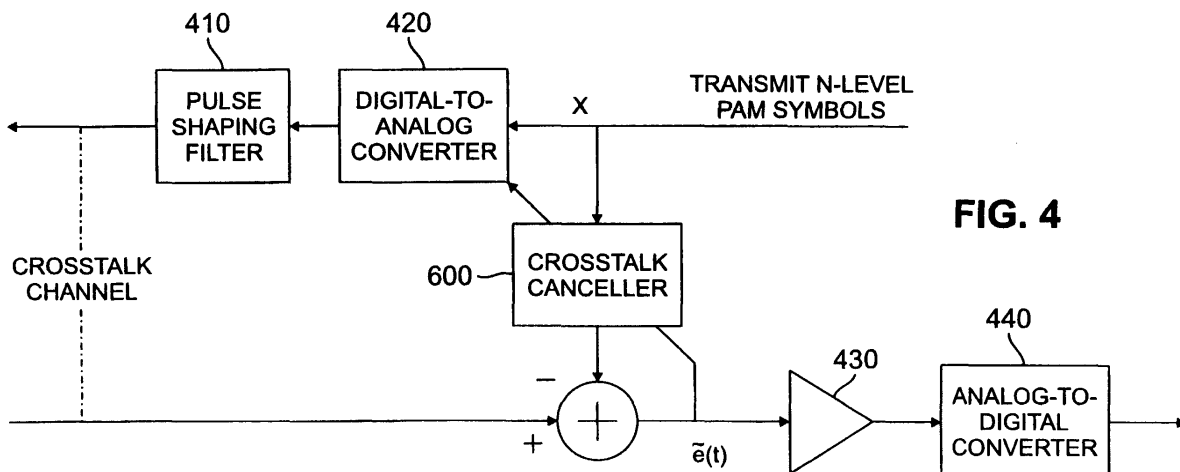 410
420
PULSE
SHAPING
FILTER
DIGITAL-TO-
ANALOG
CONVERTER
X
TRANSMIT N-LEVEL
PAM SYMBOLS
FIG. 4
CROSSTALK
CHANNEL
600
CROSSTALK
CANCELLER
430
440
ANALOG-TO-
DIGITAL
CONVERTER
−
+
+
ẽ(t)